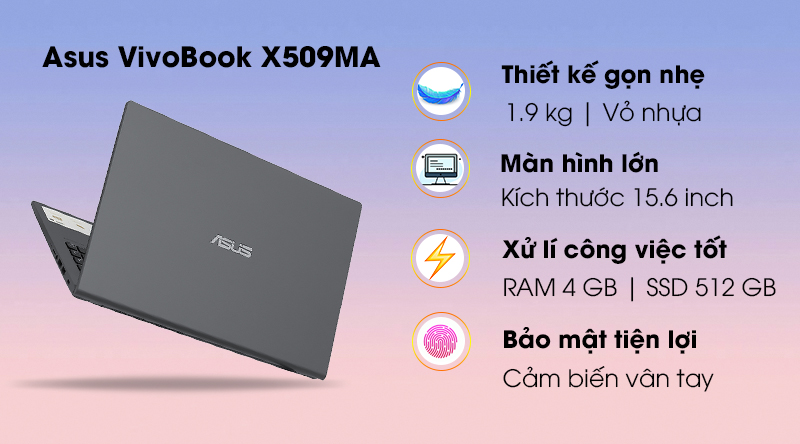 Asus VivoBook X509MA
ASUS
Thiết kế gọn nhẹ
1.9 kg | Vỏ nhựa
Màn hình lớn
Kích thước 15.6 inch
Xử lí công việc tốt
RAM 4 GB | SSD 512 GB
Bảo mật tiện lợi
Cảm biến vân tay